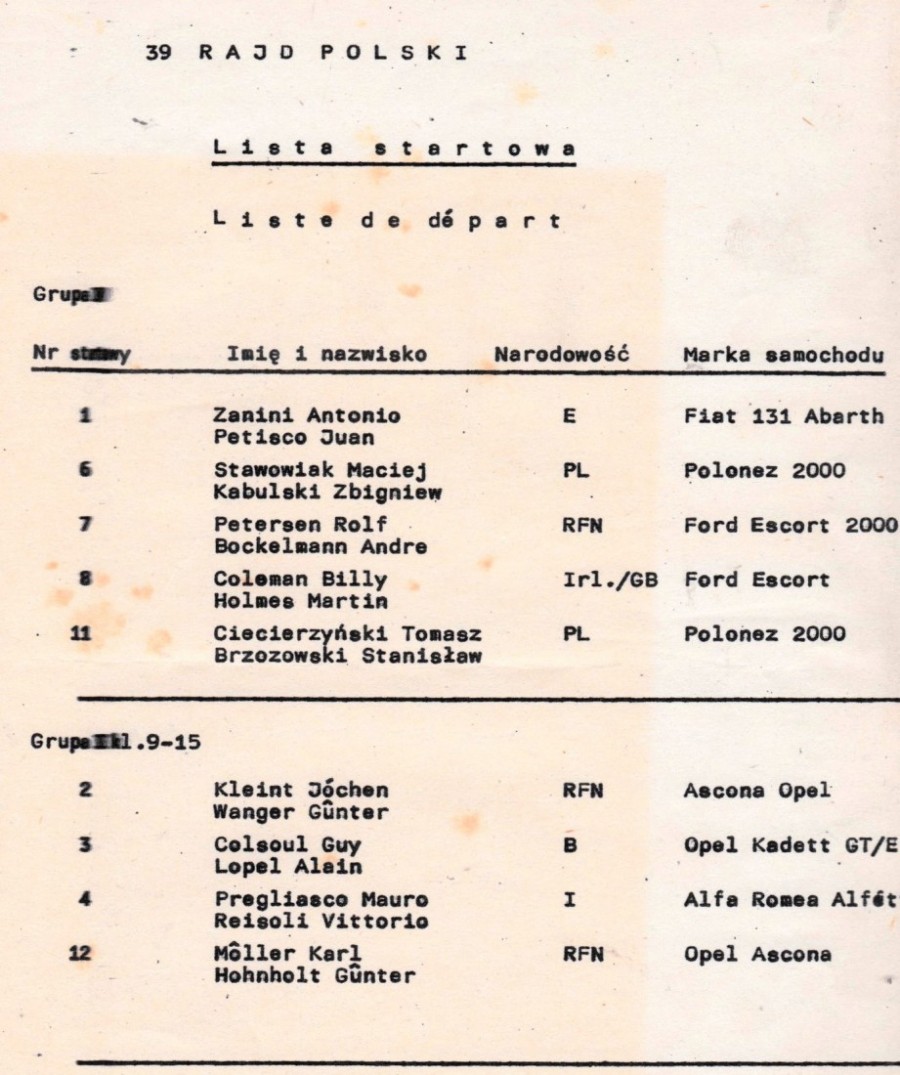 39 RAJD POLSKI
Lista startowa
Liste de départ
Grupa
Nr Imię i nazwisko Narodowość Marka samochodu
1 Zanini Antonio E Fiat 131 Abarth
Petisco Juan
6 Stawowiak Maciej PL Polonez 2000
Kabulski Zbigniew
7 Petersen Rolf RFN Ford Escort 2000
Bockelmann Andre
8 Coleman Billy Irl./GB Ford Escort
Holmes Martin
11 Ciecierzyński Tomasz PL Polonez 2000
Brzozowski Stanisław
Grupa kl.9-15
2 Kleint Jóchen RFN Ascona Opel
Wanger Gûnter
3 Colsoul Guy B Opel Kadett GT/E
Lopel Alain
4 Pregliasco Mauro I Alfa Romea Alfét
Reisoli Vittorio
12 Môller Karl RFN Opel Ascona
Hohnholt Gûnter